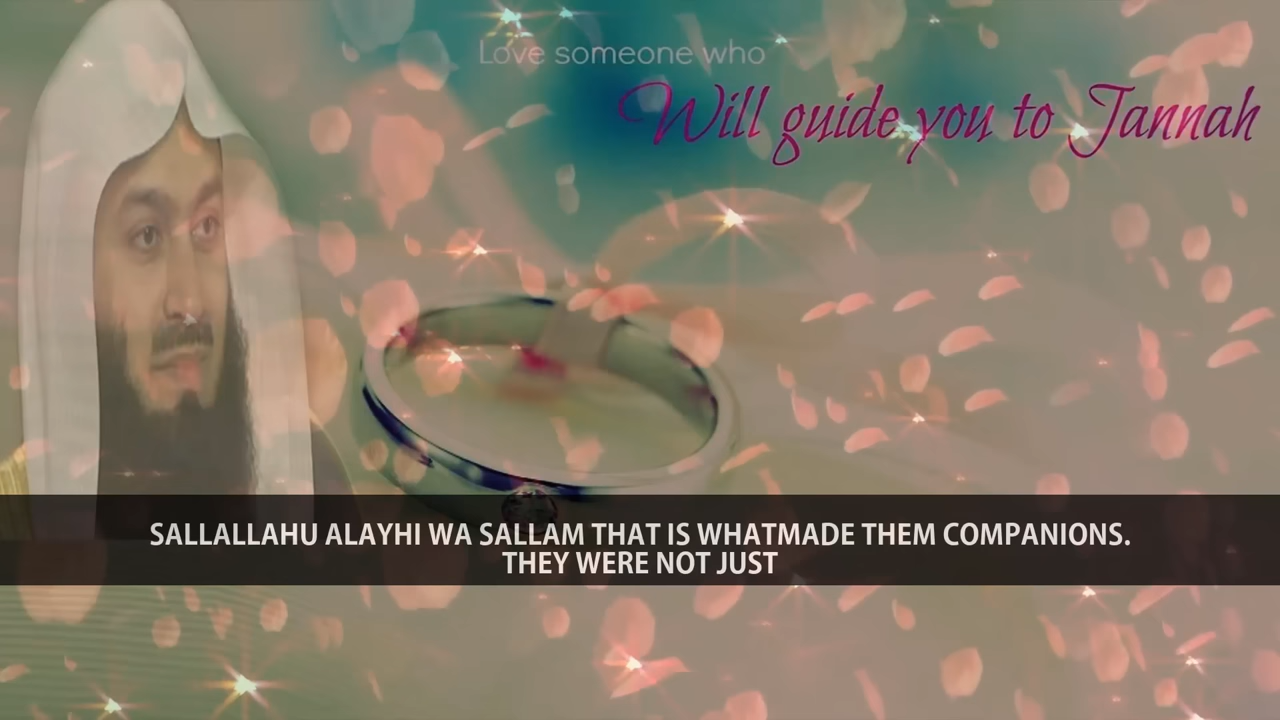 Love someone who
Will guide you to Jannah
SALLALLAHU ALAYHI WA SALLAM THAT IS WHATMADE THEM COMPANIONS.
THEY WERE NOT JUST